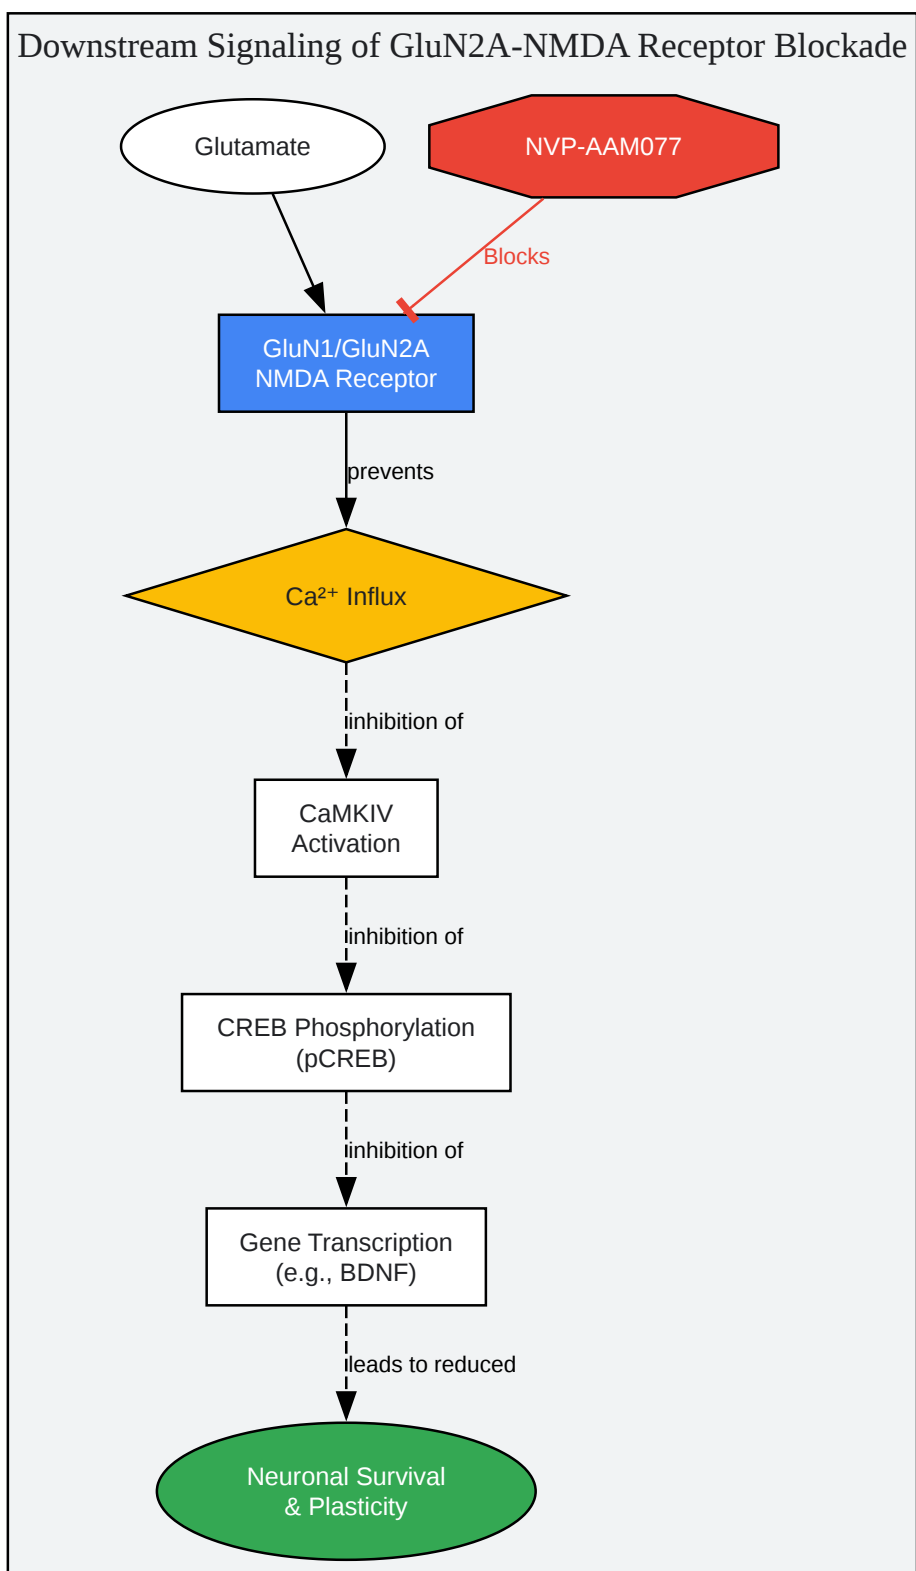 Downstream Signaling of GluN2A-NMDA Receptor Blockade
Glutamate
NVP-AAM077
Blocks
GluN1/GluN2A
NMDA Receptor
prevents
Ca²⁺ Influx
inhibition of
CaMKIV
Activation
inhibition of
CREB Phosphorylation
(pCREB)
inhibition of
Gene Transcription
(e.g., BDNF)
leads to reduced
Neuronal Survival
& Plasticity